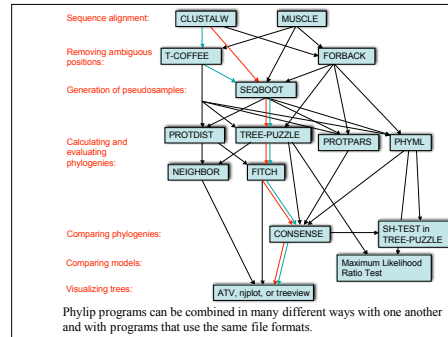 Sequence alignment: CLUSTALW MUSCLE
Removing ambiguous
positions: T-COFFEE FORBACK
Generation of pseudosamples: SEQBOOT
Calculating and
evaluating
phylogenies: PROTDIST TREE-PUZZLE PROTPARS PHYML
NEIGHBOR FITCH
Comparing phylogenies: CONSENSE SH-TEST in
TREE-PUZZLE
Comparing models: Maximum Likelihood
Ratio Test
Visualizing trees: ATV, njplot, or treeview
Phylip programs can be combined in many different ways with one another
and with programs that use the same file formats.